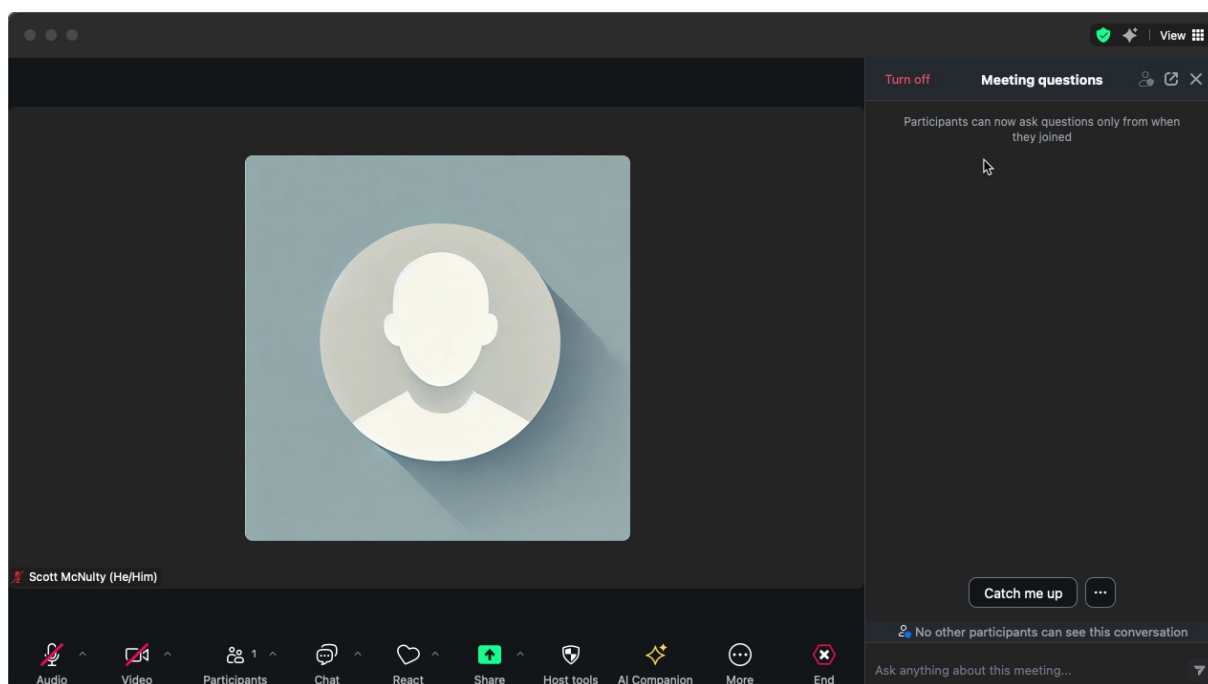 View
Turn off
Meeting questions
Participants can now ask questions only from when
they joined
Scott McNulty (He/Him)
Catch me up
No other participants can see this conversation
Ask anything about this meeting...
1
Audio
Video
Participants
Chat
React
Share
Host tools
AI Companion
More
End